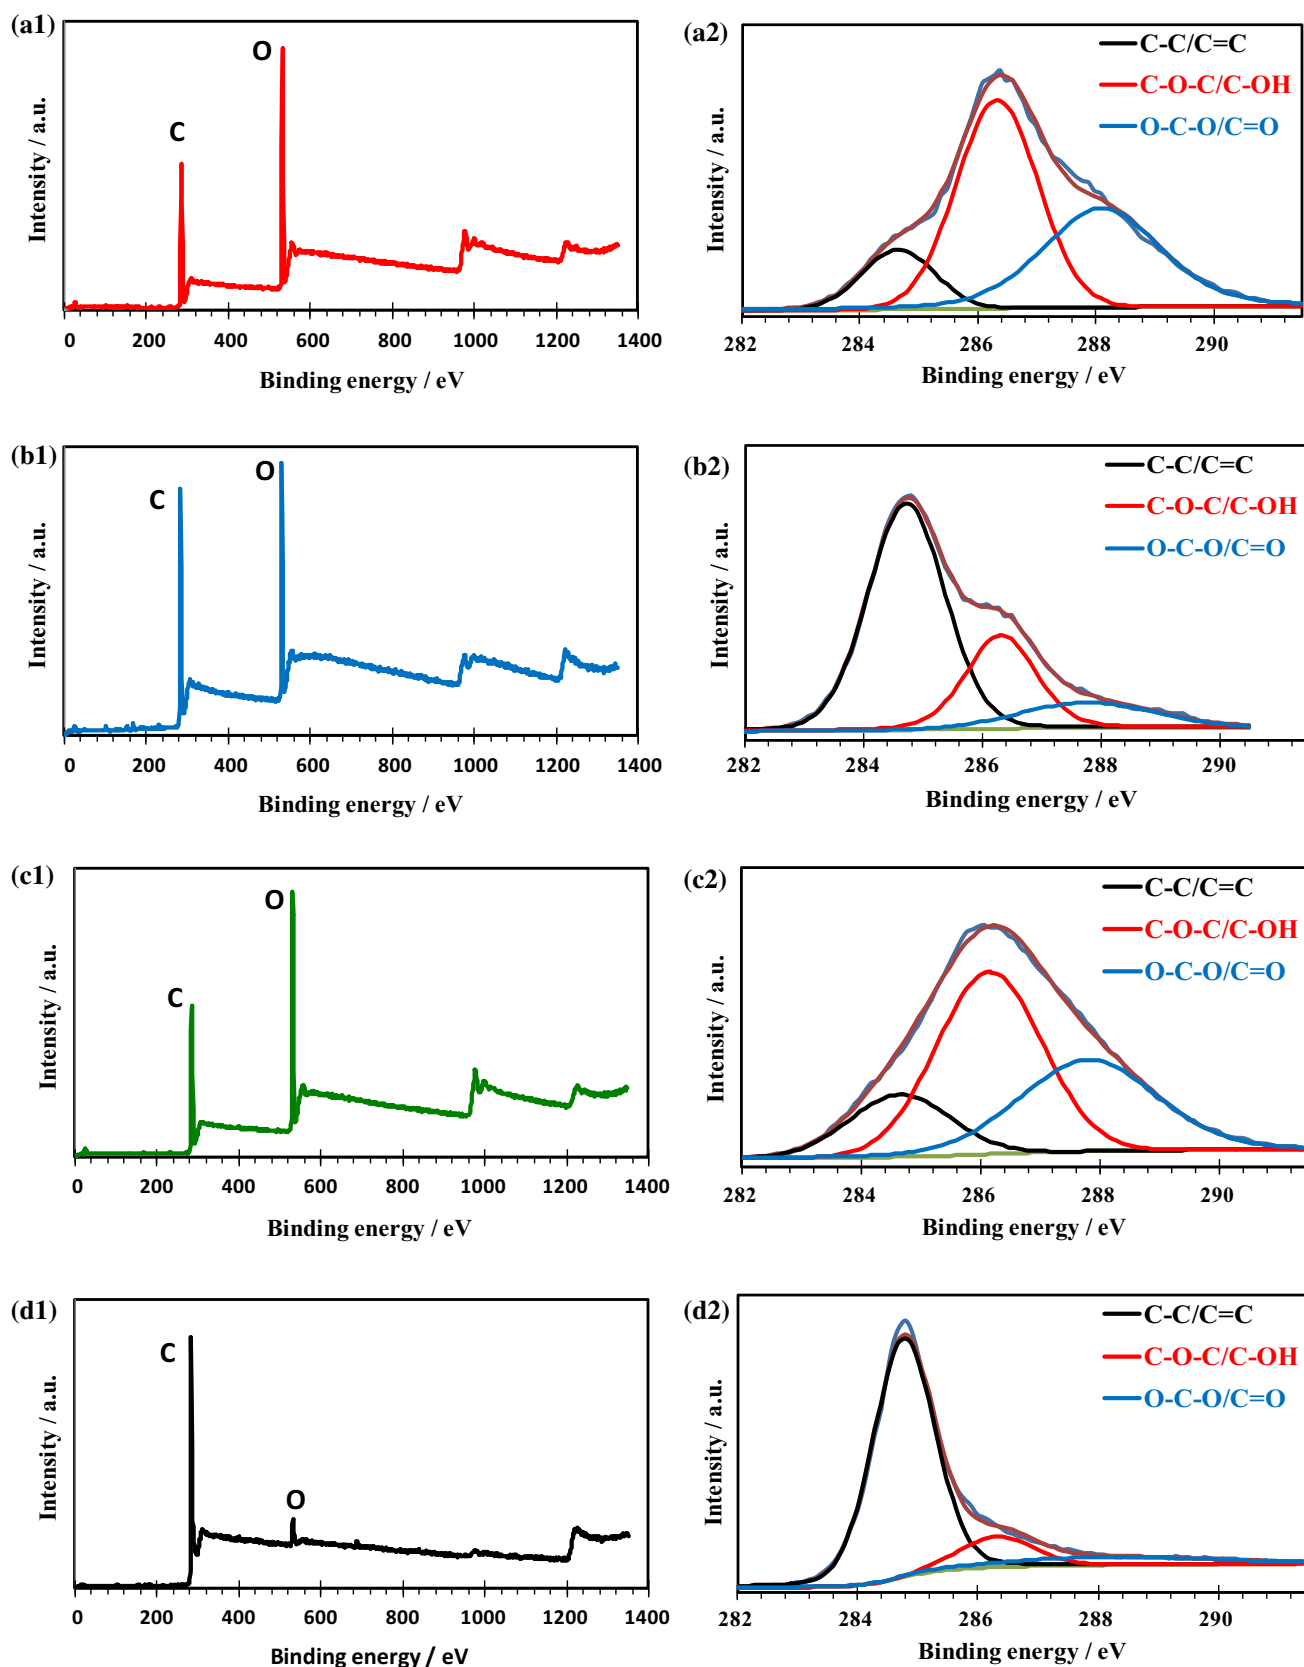 (a1)
Intensity / a.u.
C
O
0 200 400 600 800 1000 1200 1400
Binding energy / eV
(a2)
Intensity / a.u.
C-C/C=C
C-O-C/C-OH
O-C-O/C=O
282 284 286 288 290
Binding energy / eV
(b1)
Intensity / a.u.
C
O
0 200 400 600 800 1000 1200 1400
Binding energy / eV
(b2)
Intensity / a.u.
C-C/C=C
C-O-C/C-OH
O-C-O/C=O
282 284 286 288 290
Binding energy / eV
(c1)
Intensity / a.u.
C
O
0 200 400 600 800 1000 1200 1400
Binding energy / eV
(c2)
Intensity / a.u.
C-C/C=C
C-O-C/C-OH
O-C-O/C=O
282 284 286 288 290
Binding energy / eV
(d1)
Intensity / a.u.
C
O
0 200 400 600 800 1000 1200 1400
Binding energy / eV
(d2)
Intensity / a.u.
C-C/C=C
C-O-C/C-OH
O-C-O/C=O
282 284 286 288 290
Binding energy / eV